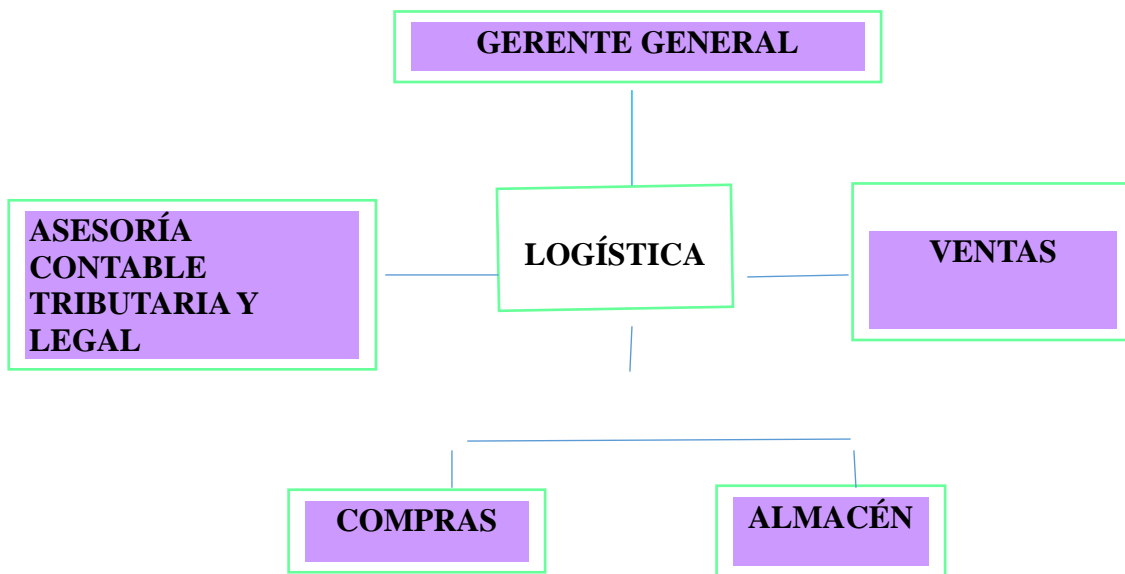 GERENTE GENERAL
ASESORÍA
CONTABLE
TRIBUTARIA Y
LEGAL
LOGÍSTICA
VENTAS
COMPRAS
ALMACÉN